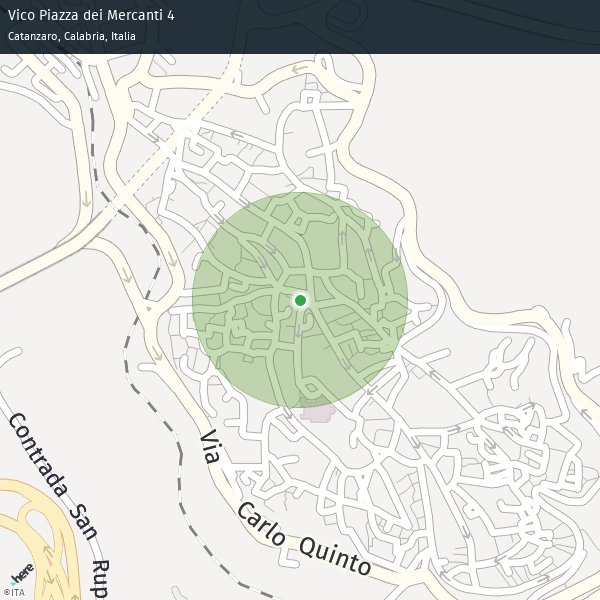 Vico Piazza dei Mercanti 4
Catanzaro, Calabria, Italia
Via
Carlo Quinto
Contrada San Rup
here
©ITA